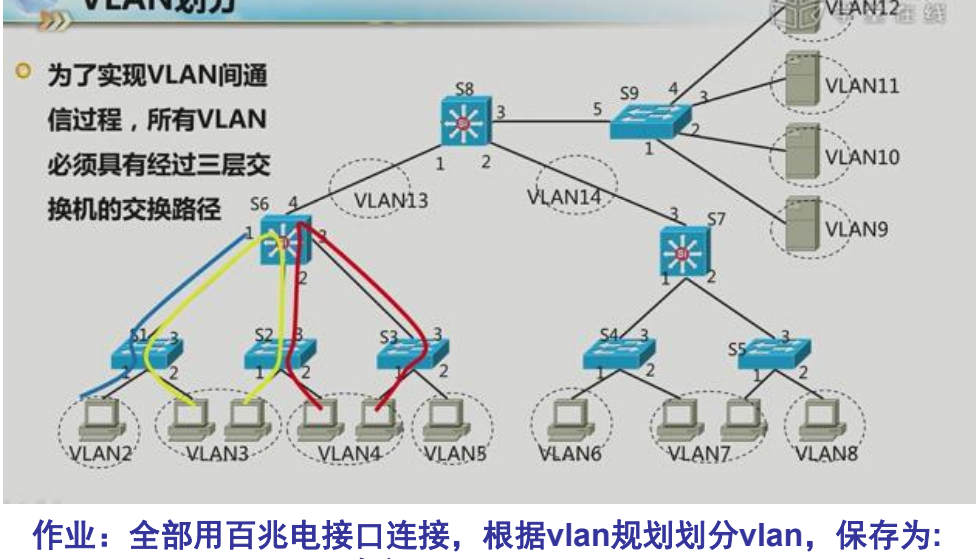 VLAN划分
为了实现VLAN间通
信过程，所有VLAN
必须具有经过三层交
换机的交换路径
VLAN12
VLAN11
VLAN10
VLAN9
S9
4
3
2
1
5
S8
3
1
2
VLAN13
VLAN14
S6
4
1
3
2
S7
3
1
2
S1
3
1
2
S2
3
1
2
S3
3
1
2
S4
3
1
2
S5
3
1
2
VLAN2
VLAN3
VLAN4
VLAN5
VLAN6
VLAN7
VLAN8
作业：全部用百兆电接口连接，根据vlan规划划分vlan，保存为: